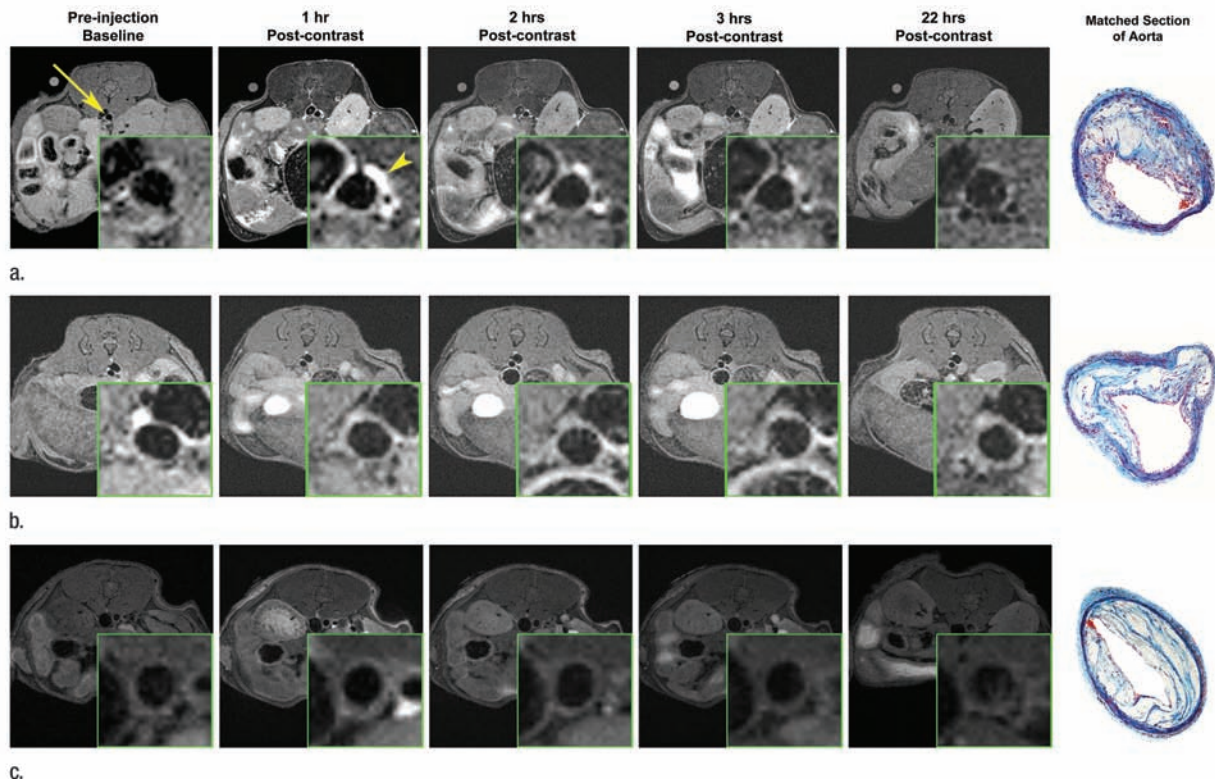 Pre-injection
Baseline
1 hr
Post-contrast
2 hrs
Post-contrast
3 hrs
Post-contrast
22 hrs
Post-contrast
Matched Section
of Aorta
a.
b.
c.